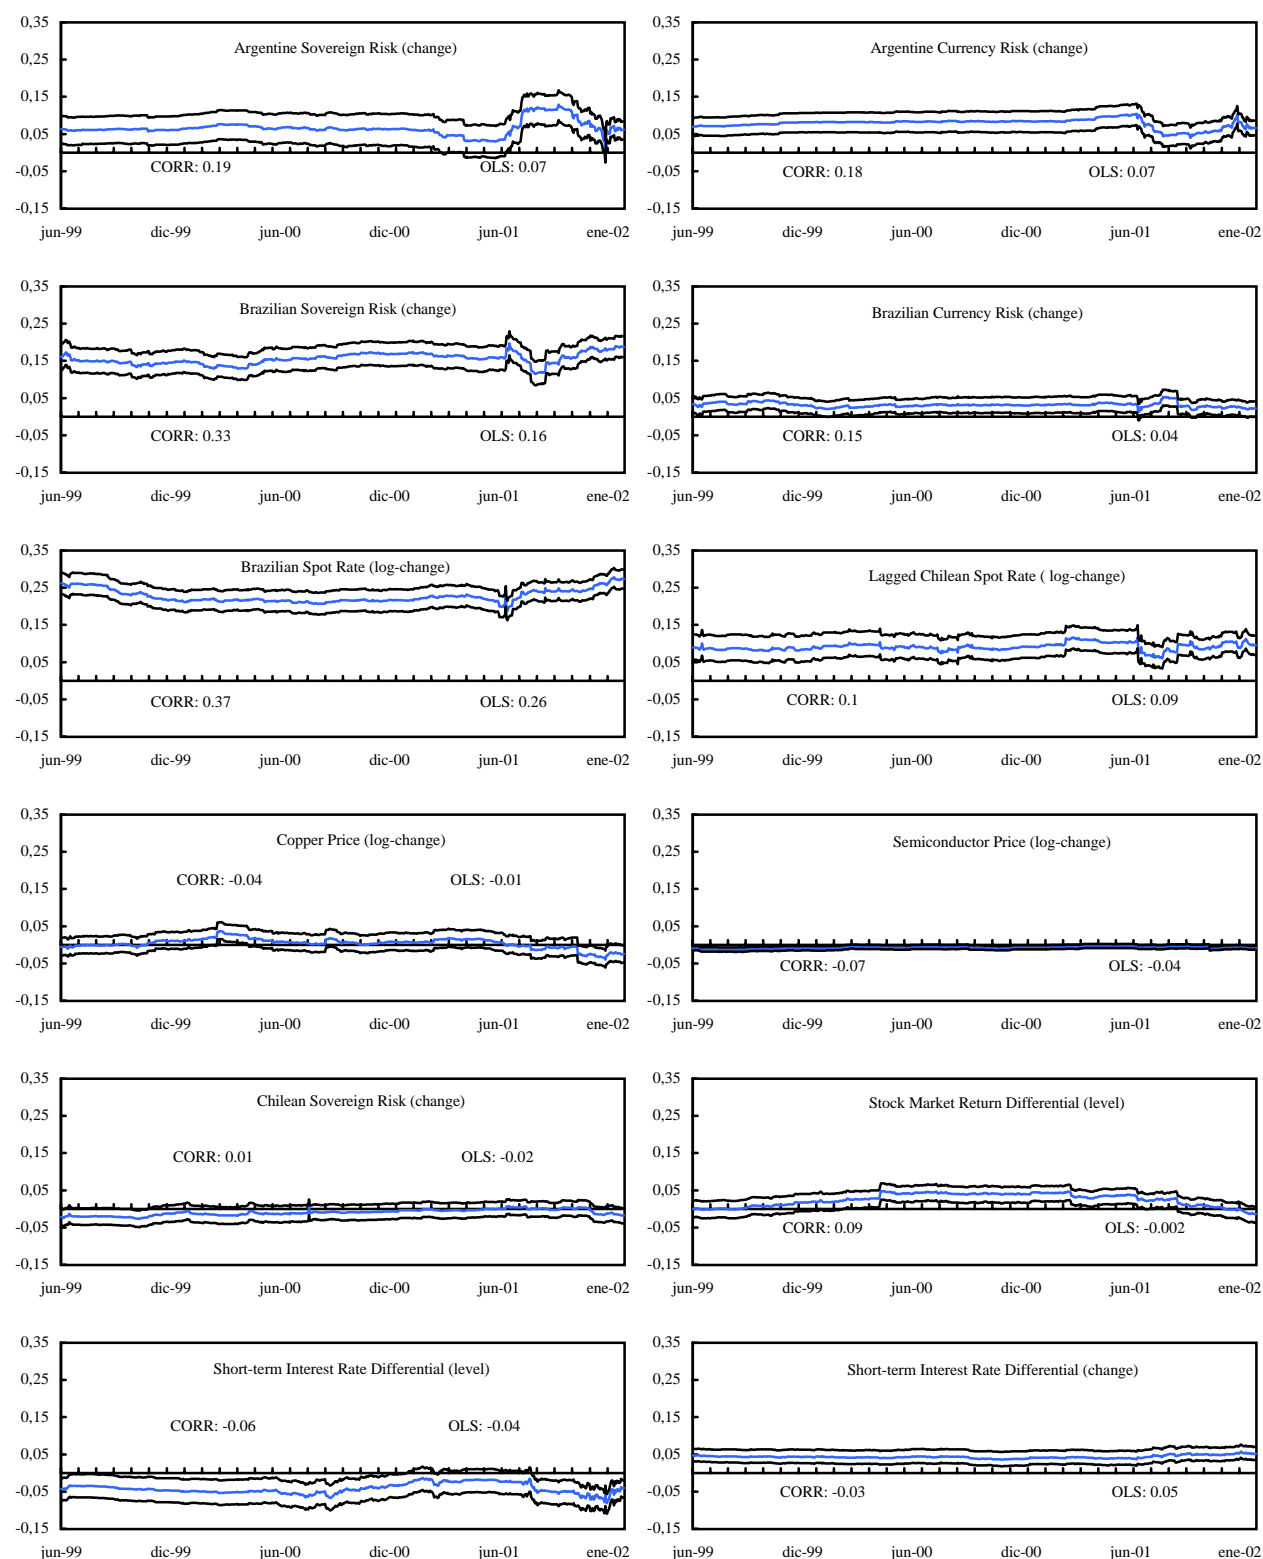 0,35
0,25
0,15
0,05
-0,05
-0,15
Argentine Sovereign Risk (change)
CORR: 0.19 OLS: 0.07
jun-99 dic-99 jun-00 dic-00 jun-01 ene-02
0,35
0,25
0,15
0,05
-0,05
-0,15
Argentine Currency Risk (change)
CORR: 0.18 OLS: 0.07
jun-99 dic-99 jun-00 dic-00 jun-01 ene-02
0,35
0,25
0,15
0,05
-0,05
-0,15
Brazilian Sovereign Risk (change)
CORR: 0.33 OLS: 0.16
jun-99 dic-99 jun-00 dic-00 jun-01 ene-02
0,35
0,25
0,15
0,05
-0,05
-0,15
Brazilian Currency Risk (change)
CORR: 0.15 OLS: 0.04
jun-99 dic-99 jun-00 dic-00 jun-01 ene-02
0,35
0,25
0,15
0,05
-0,05
-0,15
Brazilian Spot Rate (log-change)
CORR: 0.37 OLS: 0.26
jun-99 dic-99 jun-00 dic-00 jun-01 ene-02
0,35
0,25
0,15
0,05
-0,05
-0,15
Lagged Chilean Spot Rate ( log-change)
CORR: 0.1 OLS: 0.09
jun-99 dic-99 jun-00 dic-00 jun-01 ene-02
0,35
0,25
0,15
0,05
-0,05
-0,15
Copper Price (log-change)
CORR: -0.04 OLS: -0.01
jun-99 dic-99 jun-00 dic-00 jun-01 ene-02
0,35
0,25
0,15
0,05
-0,05
-0,15
Semiconductor Price (log-change)
CORR: -0.07 OLS: -0.04
jun-99 dic-99 jun-00 dic-00 jun-01 ene-02
0,35
0,25
0,15
0,05
-0,05
-0,15
Chilean Sovereign Risk (change)
CORR: 0.01 OLS: -0.02
jun-99 dic-99 jun-00 dic-00 jun-01 ene-02
0,35
0,25
0,15
0,05
-0,05
-0,15
Stock Market Return Differential (level)
CORR: 0.09 OLS: -0.002
jun-99 dic-99 jun-00 dic-00 jun-01 ene-02
0,35
0,25
0,15
0,05
-0,05
-0,15
Short-term Interest Rate Differential (level)
CORR: -0.06 OLS: -0.04
jun-99 dic-99 jun-00 dic-00 jun-01 ene-02
0,35
0,25
0,15
0,05
-0,05
-0,15
Short-term Interest Rate Differential (change)
CORR: -0.03 OLS: 0.05
jun-99 dic-99 jun-00 dic-00 jun-01 ene-02